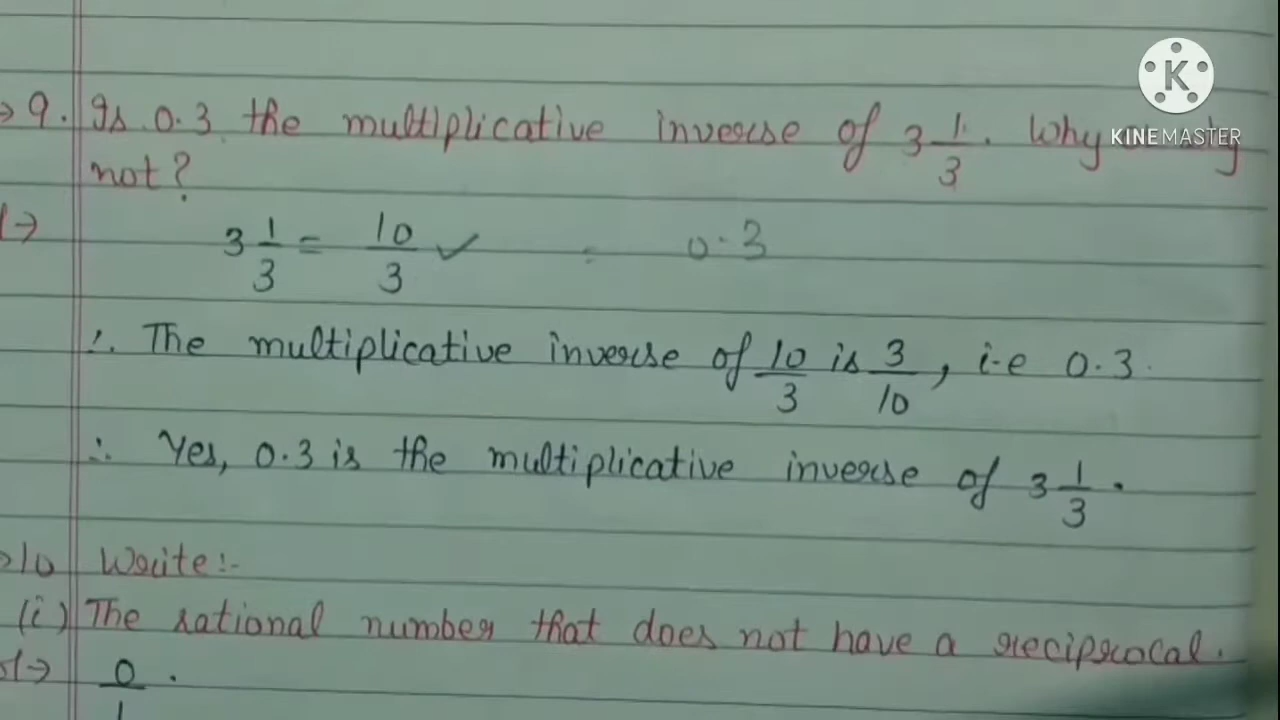 9. Is 0.3 the multiplicative inverse of 3 1/3. Why
not?
3 1/3 = 10/3 ✓ = 0.3
∴ The multiplicative inverse of 10/3 is 3/10, i-e 0.3.
∴ Yes, 0.3 is the multiplicative inverse of 3 1/3.
10 Write:-
(i) The rational number that does not have a reciprocal.
0/1.
K
KINEMASTER